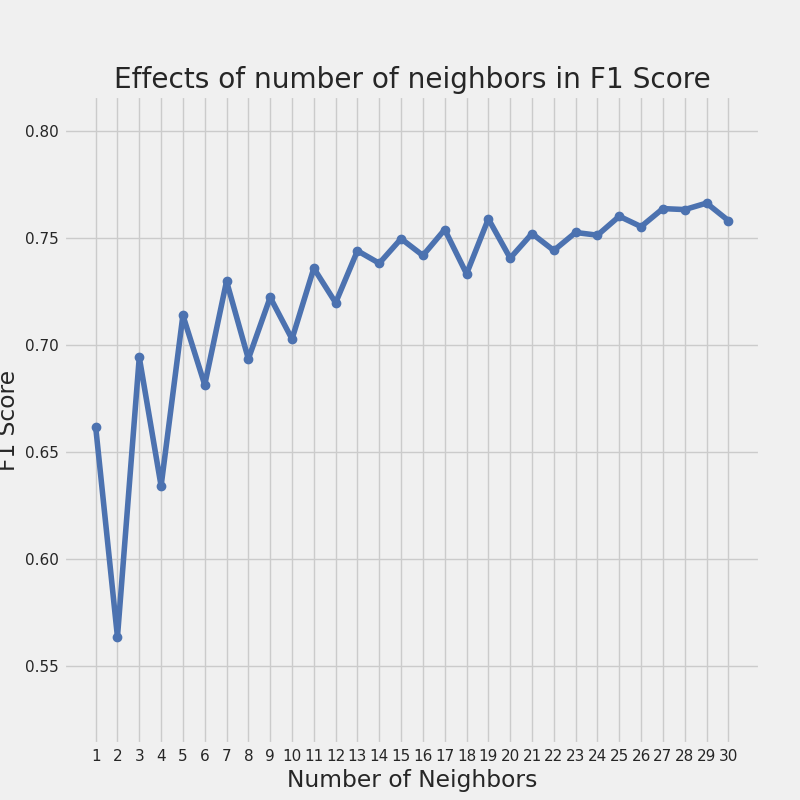 Effects of number of neighbors in F1 Score
0.80
0.75
0.70
0.65
0.60
0.55
F1 Score
1 2 3 4 5 6 7 8 9 10 11 12 13 14 15 16 17 18 19 20 21 22 23 24 25 26 27 28 29 30
Number of Neighbors